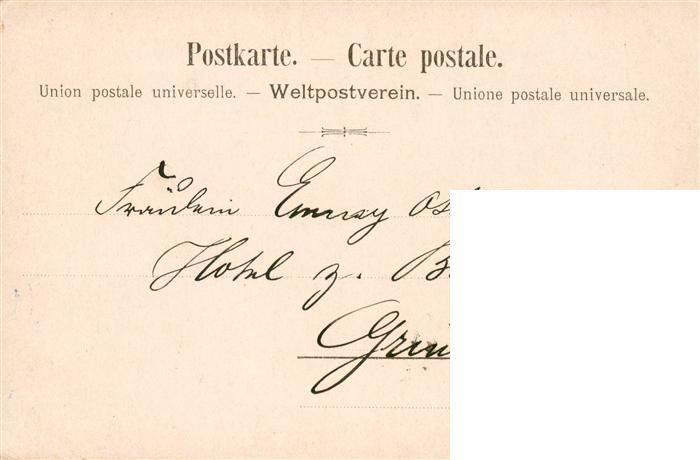 Postkarte. — Carte postale.
Union postale universelle. — Weltpostverein. — Unione postale universale.
Fräulein Emmy
Hotel z.